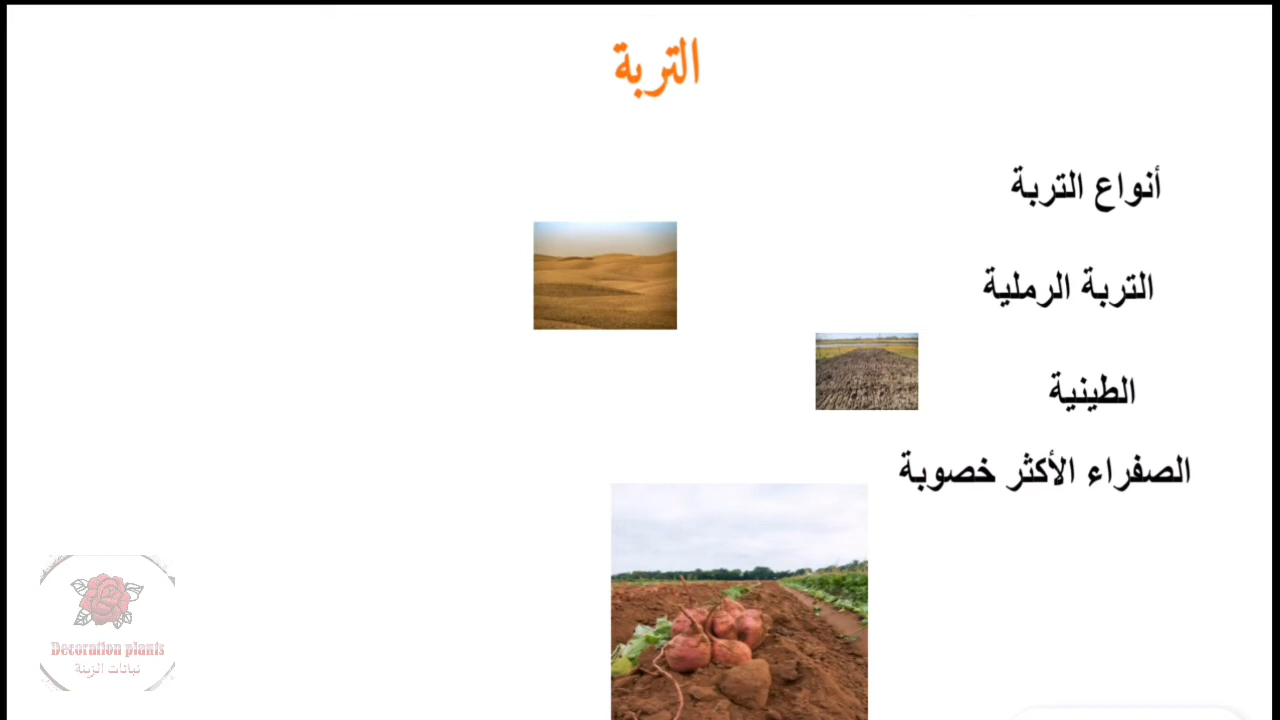 التربة
أنواع التربة
التربة الرملية
الطينية
الصفراء الأكثر خصوبة
Decoration plants
نباتات الزينة